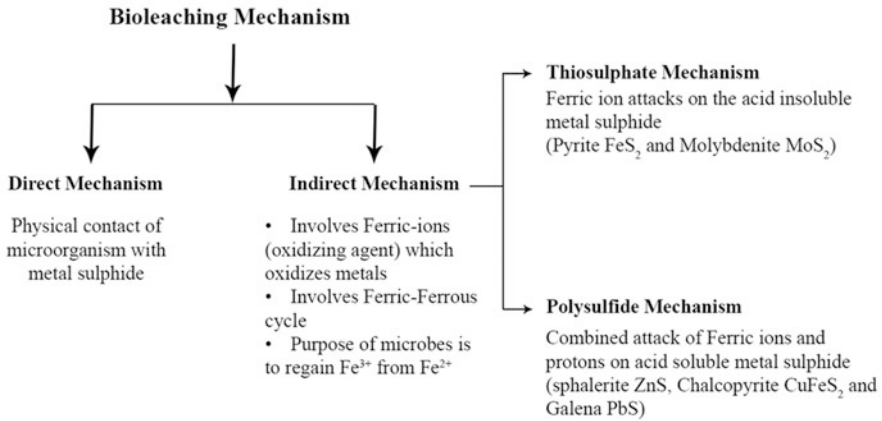 Bioleaching Mechanism
Direct Mechanism
Physical contact of
microorganism with
metal sulphide
Indirect Mechanism
• Involves Ferric-ions
(oxidizing agent) which
oxidizes metals
• Involves Ferric-Ferrous
cycle
• Purpose of microbes is
to regain Fe³⁺ from Fe²⁺
Thiosulphate Mechanism
Ferric ion attacks on the acid insoluble
metal sulphide
(Pyrite FeS₂ and Molybdenite MoS₂)
Polysulfide Mechanism
Combined attack of Ferric ions and
protons on acid soluble metal sulphide
(sphalerite ZnS, Chalcopyrite CuFeS₂ and
Galena PbS)